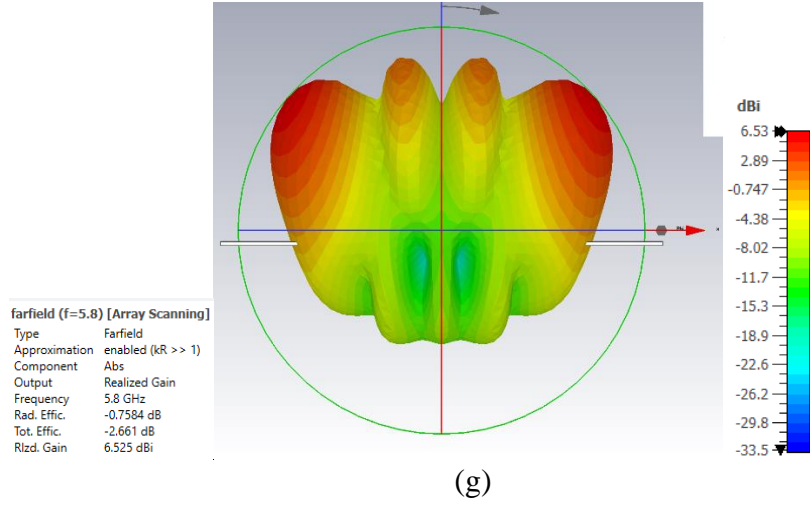 dBi
6.53
2.89
-0.747
-4.38
-8.02
-11.7
-15.3
-18.9
-22.6
-26.2
-29.8
-33.5
farfield (f=5.8) [Array Scanning]
Type Farfield
Approximation enabled (kR >> 1)
Component Abs
Output Realized Gain
Frequency 5.8 GHz
Rad. Effic. -0.7584 dB
Tot. Effic. -2.661 dB
Rlzd. Gain 6.525 dBi
(g)